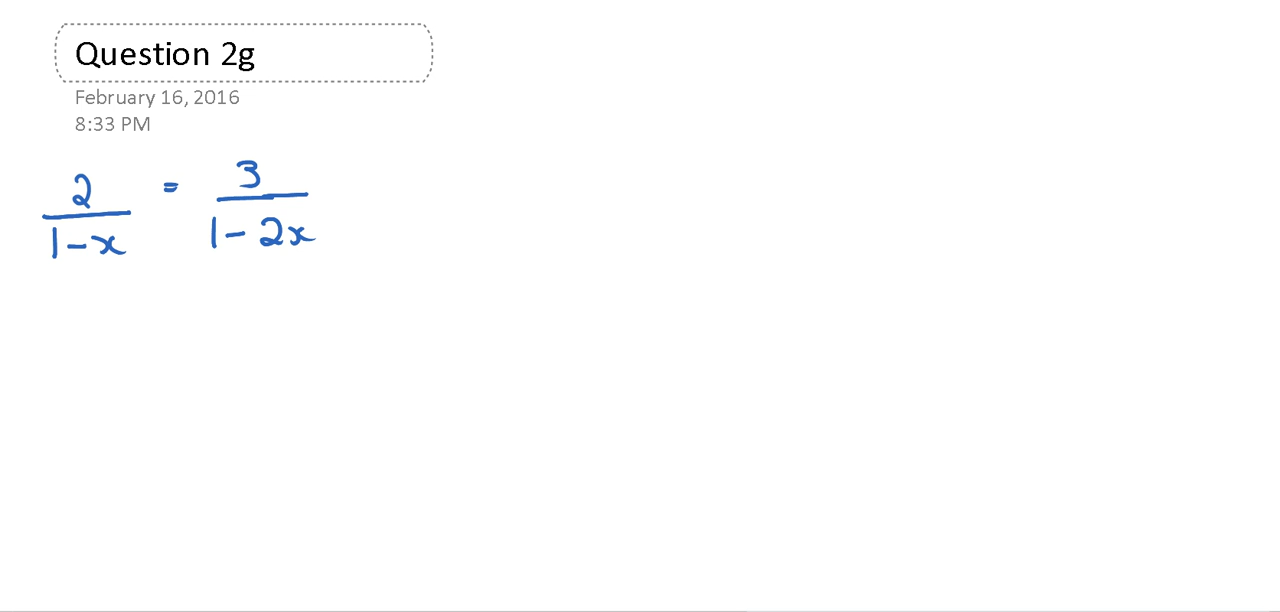 Question 2g
February 16, 2016
8:33 PM
2 = 3
1-x 1-2x